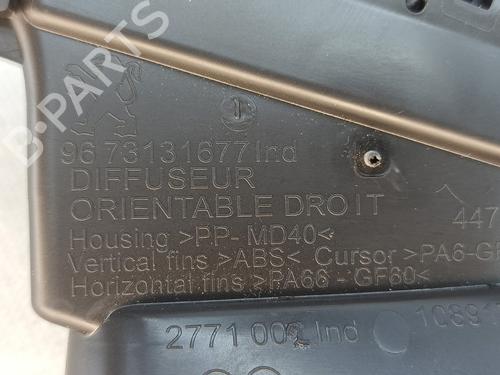 B-PARTS
96 73131677 Ind
DIFFUSEUR
ORIENTABLE DROIT
447
Housing >PP- MD40<
Vertical fins >ABS< Cursor >PA6-G
Horizontal fins >PA66 - GF60<
2771 002 Ind
1089